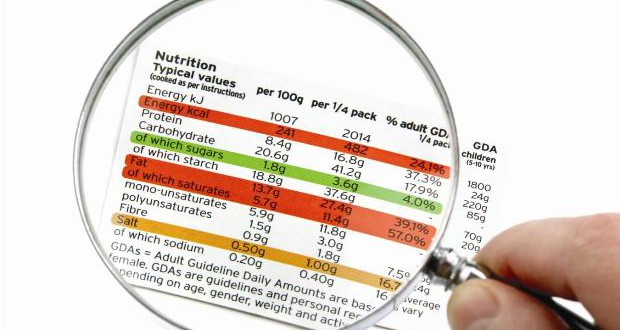 Nutrition
Typical values
(cooked as per instructions) per 100g per 1/4 pack % adult GDA 1/4 pack GDA children (5-10 yrs)
Energy kJ 1007 2014
Energy kcal 241 482 24.1% 1800
Protein 8.4g 16.8g 37.3% 24g
Carbohydrate 20.6g 41.2g 17.9% 220g
of which sugars 1.8g 3.6g 4.0% 85g
of which starch 18.8g 37.6g - -
Fat 13.7g 27.4g 39.1% 70g
of which saturates 5.7g 11.4g 57.0% 20g
mono-unsaturates 5.9g 11.8g
polyunsaturates 1.5g 3.0g
Fibre 0.9g 1.8g 7.5%
Salt 0.50g 1.00g 16.7 .4g
of which sodium 0.20g 0.40g 16
GDAs = Adult Guideline Daily Amounts are based average
female. GDAs are guidelines and personal vary
depending on age, gender, weight and